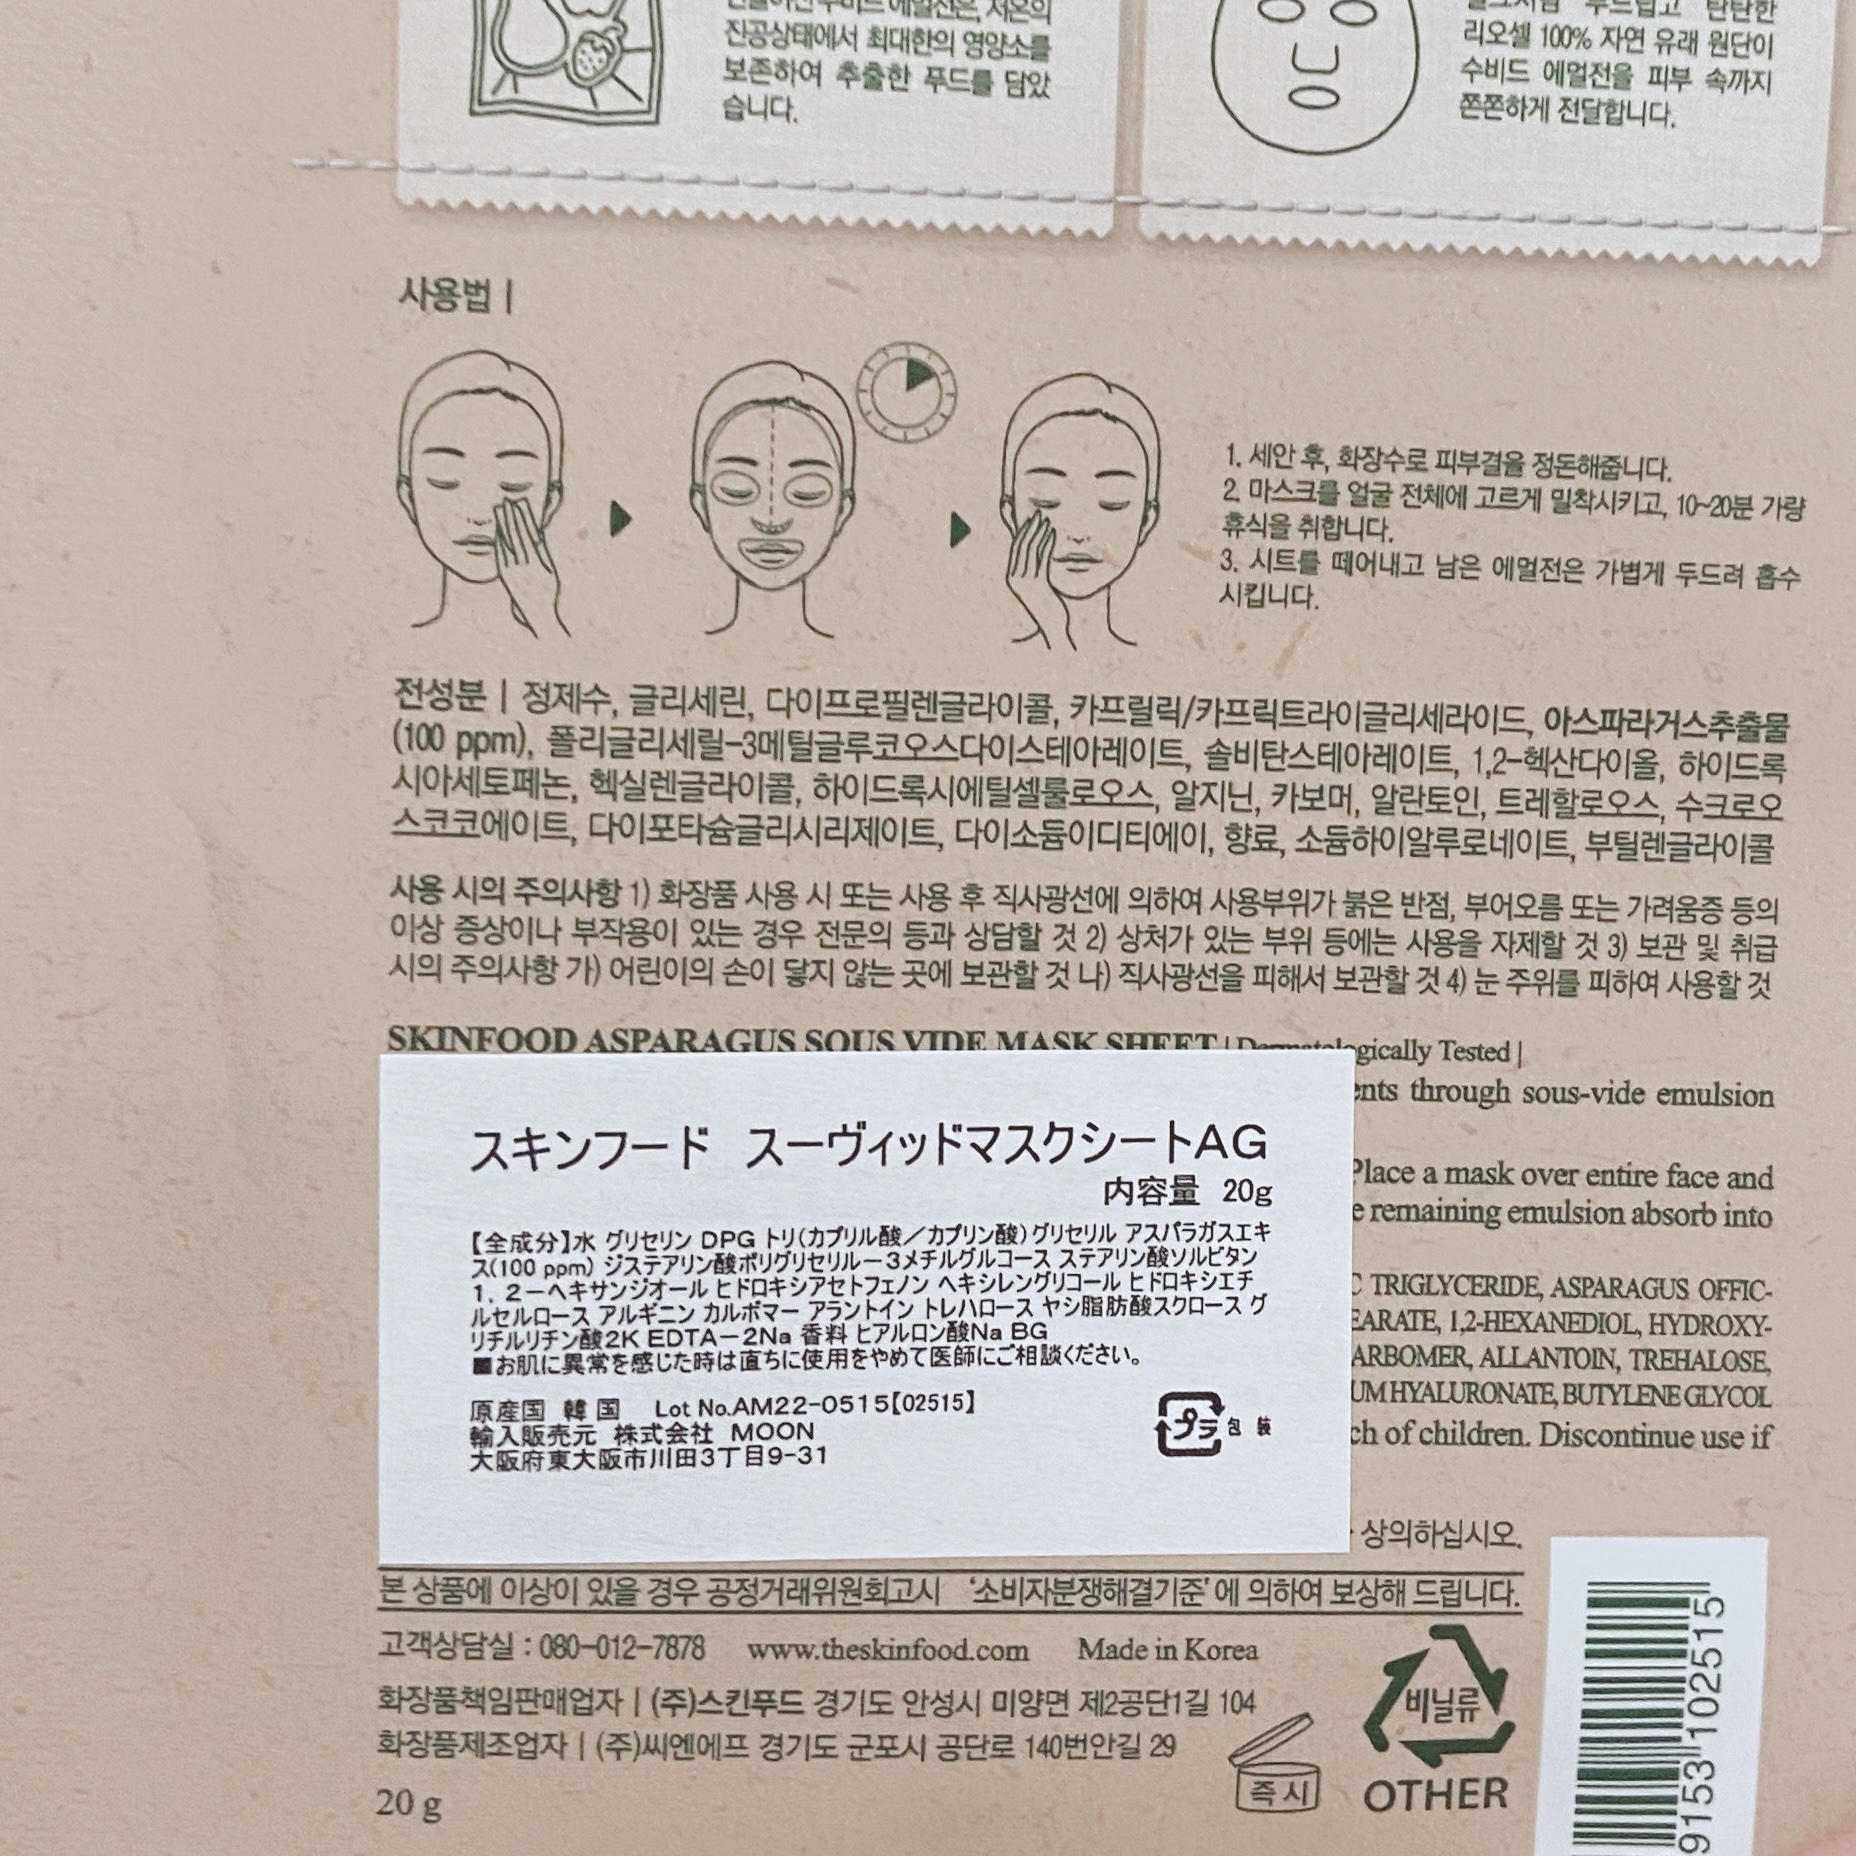 진공상태에서 최대한의 영양소를
보존하여 추출한 푸드를 담았
습니다.
부드럽고 탄탄한
리오셀 100% 자연 유래 원단이
수비드 에멀전을 피부 속까지
쫀쫀하게 전달합니다.
사용법 |
1. 세안 후, 화장수로 피부결을 정돈해줍니다.
2. 마스크를 얼굴 전체에 고르게 밀착시키고, 10~20분 가량
휴식을 취합니다.
3. 시트를 떼어내고 남은 에멀전은 가볍게 두드려 흡수
시킵니다.
전성분 | 정제수, 글리세린, 다이프로필렌글라이콜, 카프릴릭/카프릭트라이글리세라이드, 아스파라거스추출물
(100 ppm), 폴리글리세릴-3메틸글루코오스다이스테아레이트, 솔비탄스테아레이트, 1,2-헥산다이올, 하이드록
시아세토페논, 헥실렌글라이콜, 하이드록시에틸셀룰로오스, 알지닌, 카보머, 알란토인, 트레할로오스, 수크로오
스코코에이트, 다이포타슘글리시리제이트, 다이소듐이디티에이, 향료, 소듐하이알루로네이트, 부틸렌글라이콜
사용 시의 주의사항 1) 화장품 사용 시 또는 사용 후 직사광선에 의하여 사용부위가 붉은 반점, 부어오름 또는 가려움증 등의
이상 증상이나 부작용이 있는 경우 전문의 등과 상담할 것 2) 상처가 있는 부위 등에는 사용을 자제할 것 3) 보관 및 취급
시의 주의사항 가) 어린이의 손이 닿지 않는 곳에 보관할 것 나) 직사광선을 피해서 보관할 것 4) 눈 주위를 피하여 사용할 것
SKINFOOD ASPARAGUS SOUS VIDE MASK SHEET | Dermatologically Tested |
through sous-vide emulsion
Place a mask over entire face and
remaining emulsion absorb into
TRIGLYCERIDE, ASPARAGUS OFFIC-
1,2-HEXANEDIOL, HYDROXY-
ALLANTOIN, TREHALOSE,
HYALURONATE, BUTYLENE GLYCOL
of children. Discontinue use if
상의하십시오.
スキンフード スーヴィッドマスクシートAG
内容量 20g
【全成分】水 グリセリン DPG トリ(カプリル酸／カプリン酸)グリセリル アスパラガスエキ
ス(100 ppm) ジステアリン酸ポリグリセリル－3メチルグルコース ステアリン酸ソルビタン
1，2－ヘキサンジオール ヒドロキシアセトフェノン ヘキシレングリコール ヒドロキシエチ
ルセルロース アルギニン カルボマー アラントイン トレハロース ヤシ脂肪酸スクロース グ
リチルリチン酸2K EDTA－2Na 香料 ヒアルロン酸Na BG
■お肌に異常を感じた時は直ちに使用をやめて医師にご相談ください。
原産国 韓国 Lot No.AM22-0515【02515】
輸入販売元 株式会社 MOON
大阪府東大阪市川田3丁目9-31
プラ 包装
본 상품에 이상이 있을 경우 공정거래위원회고시 '소비자분쟁해결기준'에 의하여 보상해 드립니다.
고객상담실 : 080-012-7878 www.theskinfood.com Made in Korea
화장품책임판매업자 | (주)스킨푸드 경기도 안성시 미양면 제2공단1길 104
화장품제조업자 | (주)씨엔에프 경기도 군포시 공단로 140번안길 29
20 g
즉시
비닐류
OTHER
9153 102515